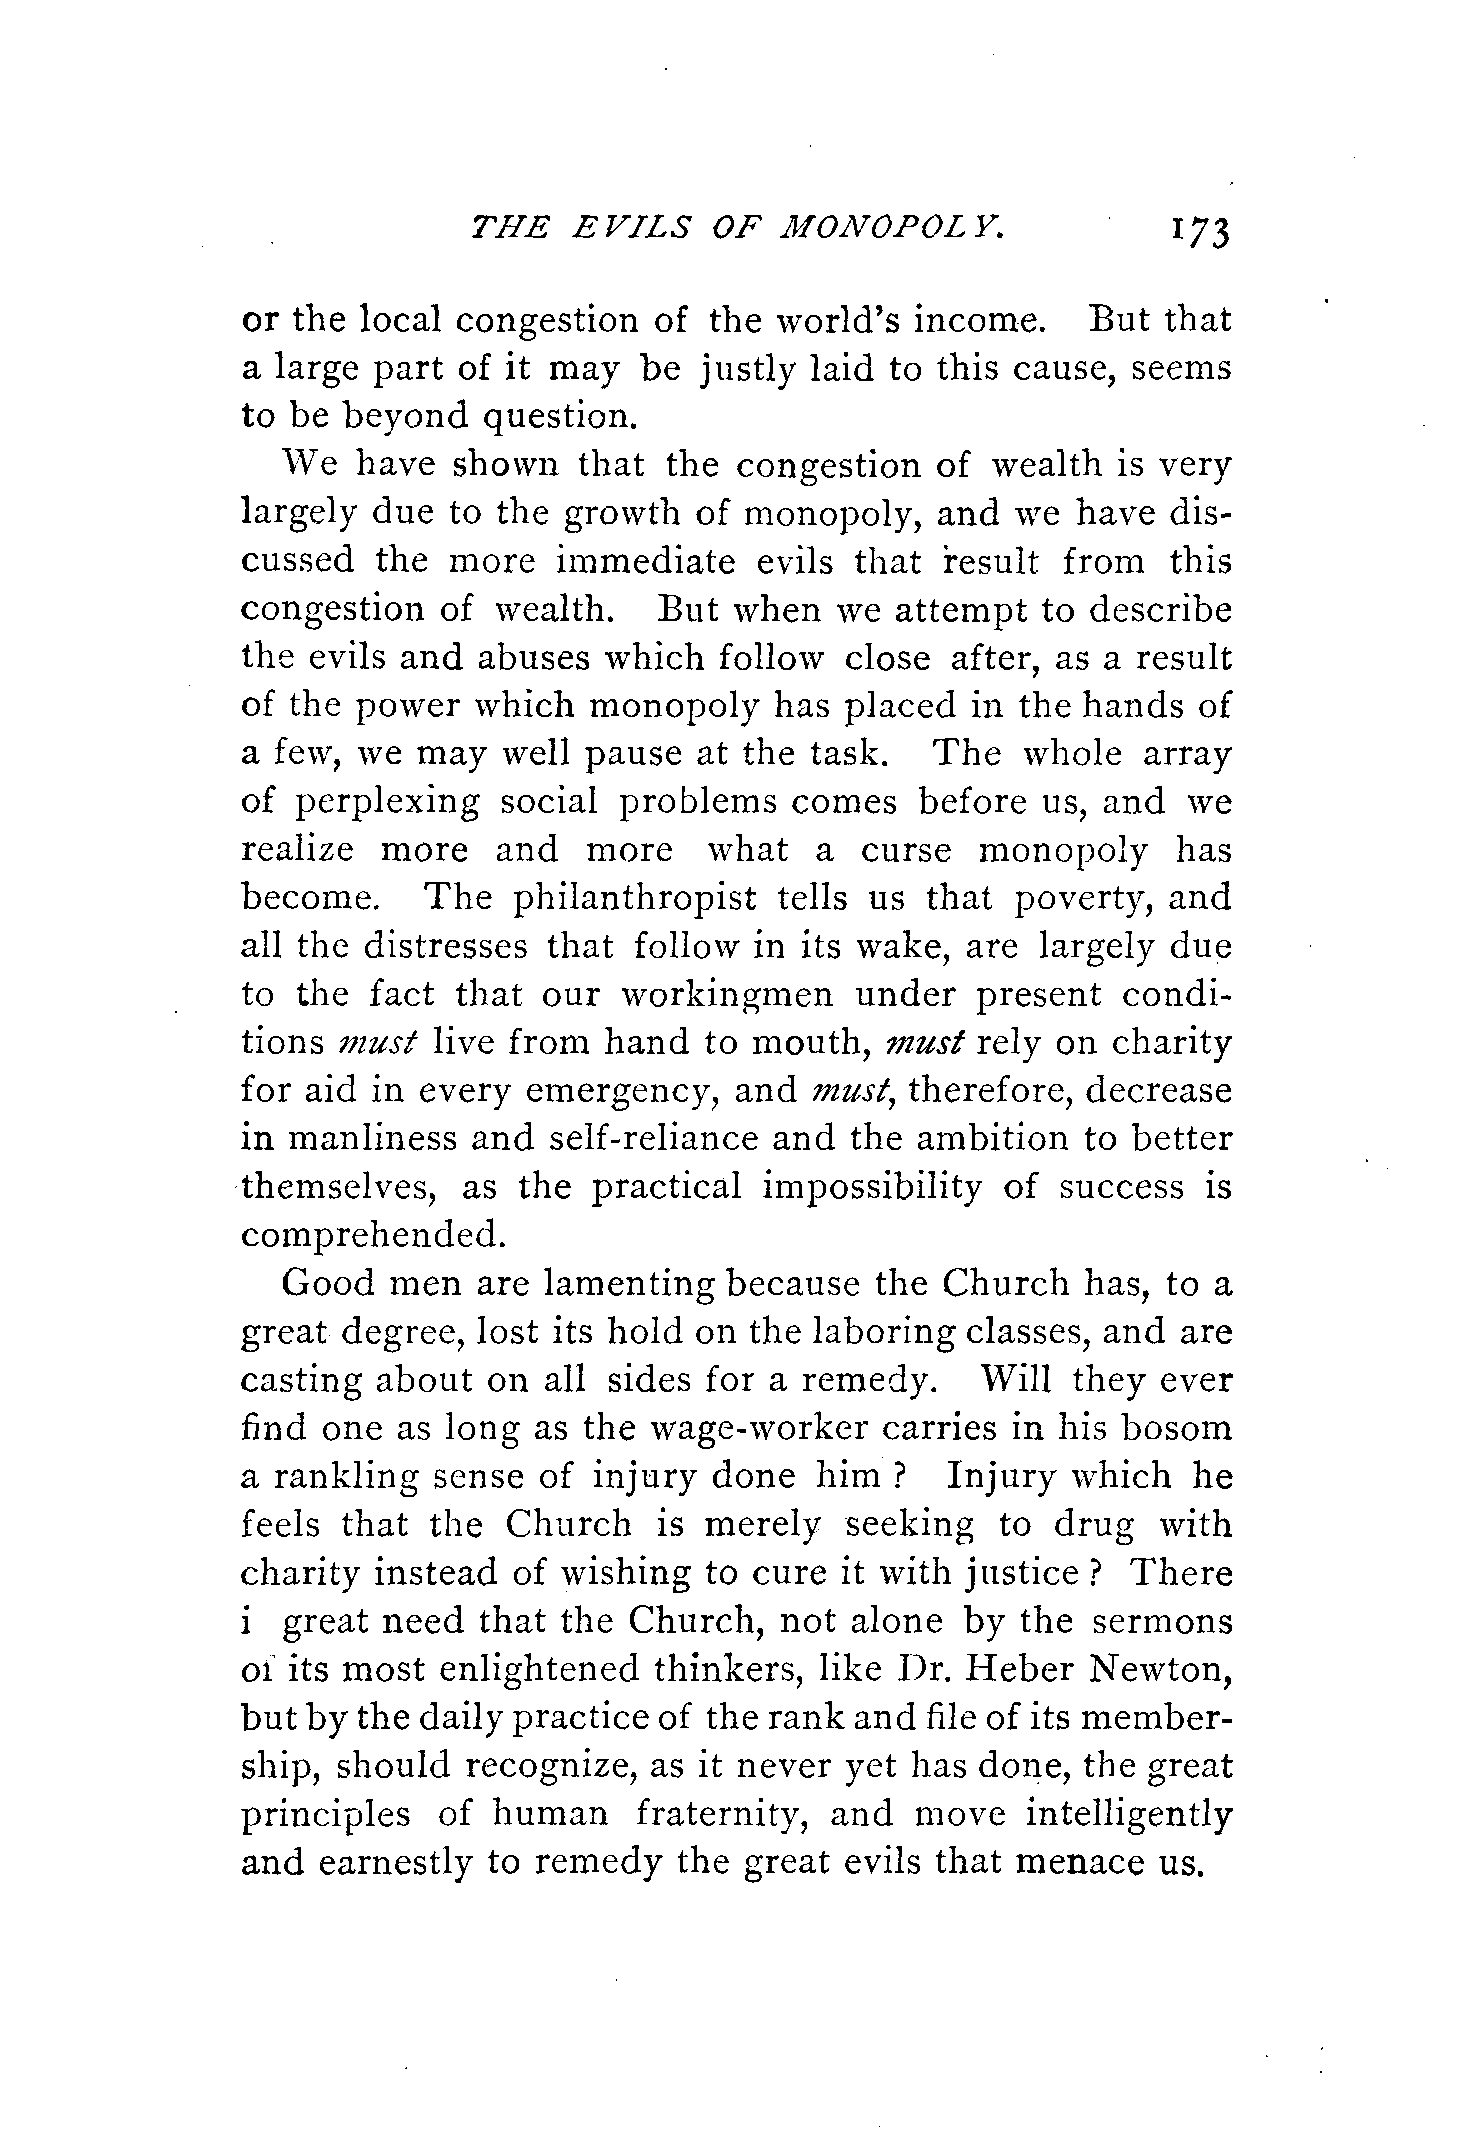 THE EVILS OF MONOPOLY. 173
or the local congestion of the world's income. But that
a large part of it may be justly laid to this cause, seems
to be beyond question.
We have shown that the congestion of wealth is very
largely due to the growth of monopoly, and we have dis-
cussed the more immediate evils that result from this
congestion of wealth. But when we attempt to describe
the evils and abuses which follow close after, as a result
of the power which monopoly has placed in the hands of
a few, we may well pause at the task. The whole array
of perplexing social problems comes before us, and we
realize more and more what a curse monopoly has
become. The philanthropist tells us that poverty, and
all the distresses that follow in its wake, are largely due
to the fact that our workingmen under present condi-
tions must live from hand to mouth, must rely on charity
for aid in every emergency, and must, therefore, decrease
in manliness and self-reliance and the ambition to better
themselves, as the practical impossibility of success is
comprehended.
Good men are lamenting because the Church has, to a
great degree, lost its hold on the laboring classes, and are
casting about on all sides for a remedy. Will they ever
find one as long as the wage-worker carries in his bosom
a rankling sense of injury done him ? Injury which he
feels that the Church is merely seeking to drug with
charity instead of wishing to cure it with justice ? There
i great need that the Church, not alone by the sermons
of its most enlightened thinkers, like Dr. Heber Newton,
but by the daily practice of the rank and file of its member-
ship, should recognize, as it never yet has done, the great
principles of human fraternity, and move intelligently
and earnestly to remedy the great evils that menace us.